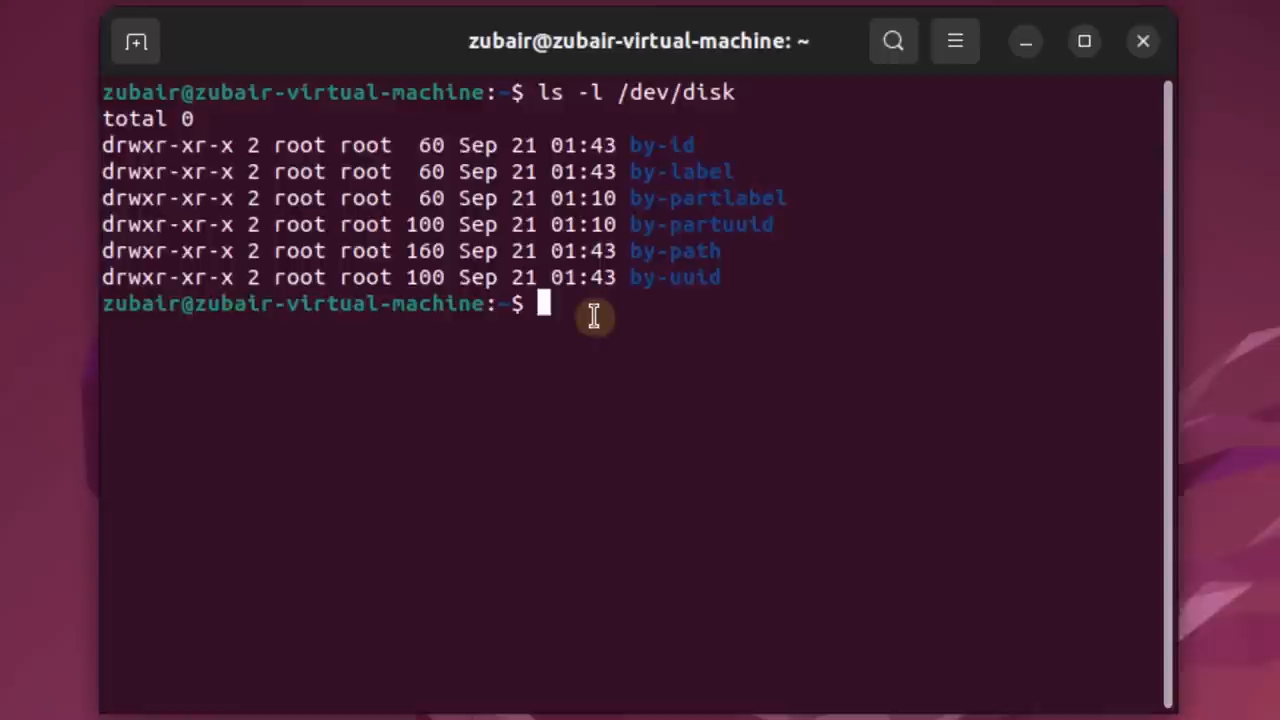 zubair@zubair-virtual-machine: ~
zubair@zubair-virtual-machine:~$ ls -l /dev/disk
total 0
drwxr-xr-x 2 root root  60 Sep 21 01:43 by-id
drwxr-xr-x 2 root root  60 Sep 21 01:43 by-label
drwxr-xr-x 2 root root  60 Sep 21 01:10 by-partlabel
drwxr-xr-x 2 root root 100 Sep 21 01:10 by-partuuid
drwxr-xr-x 2 root root 160 Sep 21 01:43 by-path
drwxr-xr-x 2 root root 100 Sep 21 01:43 by-uuid
zubair@zubair-virtual-machine:~$